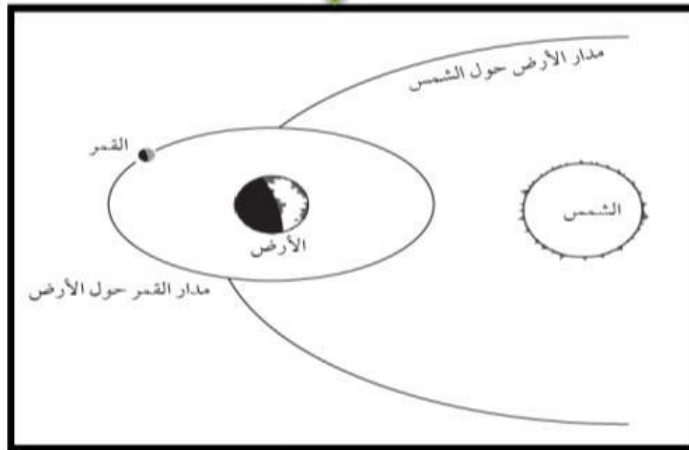 مدار الأرض حول الشمس
القمر
الشمس
الأرض
مدار القمر حول الأرض